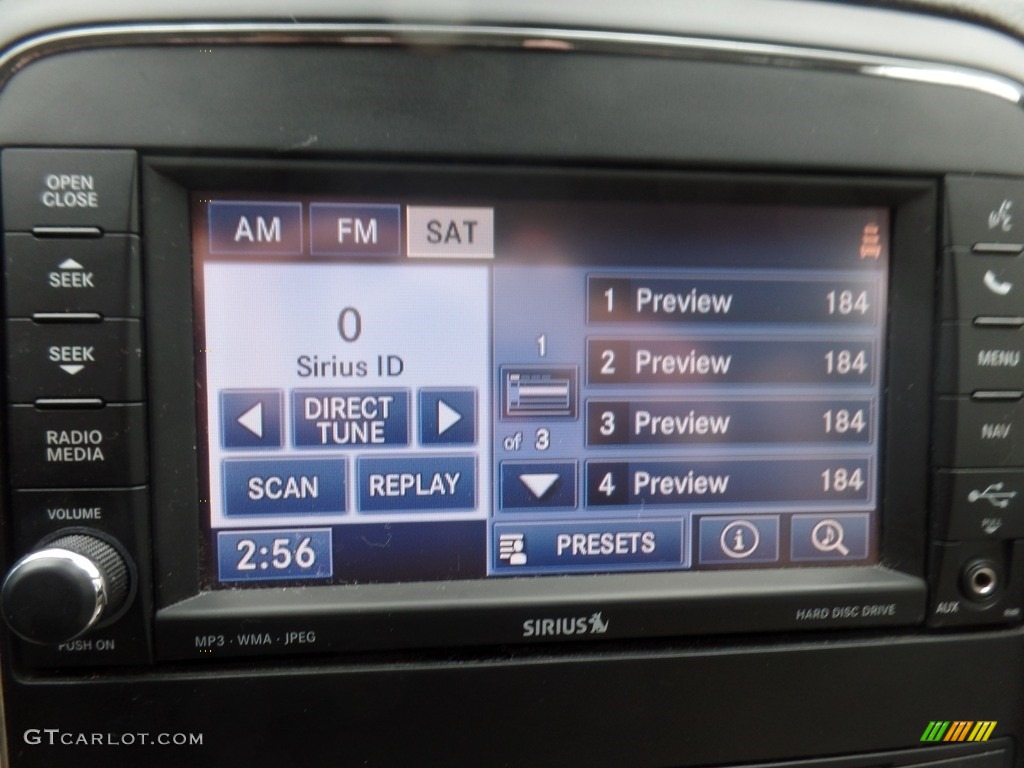 OPEN
CLOSE
SEEK
SEEK
RADIO
MEDIA
VOLUME
PUSH ON
AM FM SAT
0
Sirius ID
DIRECT
TUNE
SCAN REPLAY
2:56
1
of 3
1 Preview 184
2 Preview 184
3 Preview 184
4 Preview 184
PRESETS
MENU
NAV
AUX
MP3 · WMA · JPEG
SIRIUS
HARD DISC DRIVE
GTCARLOT.COM